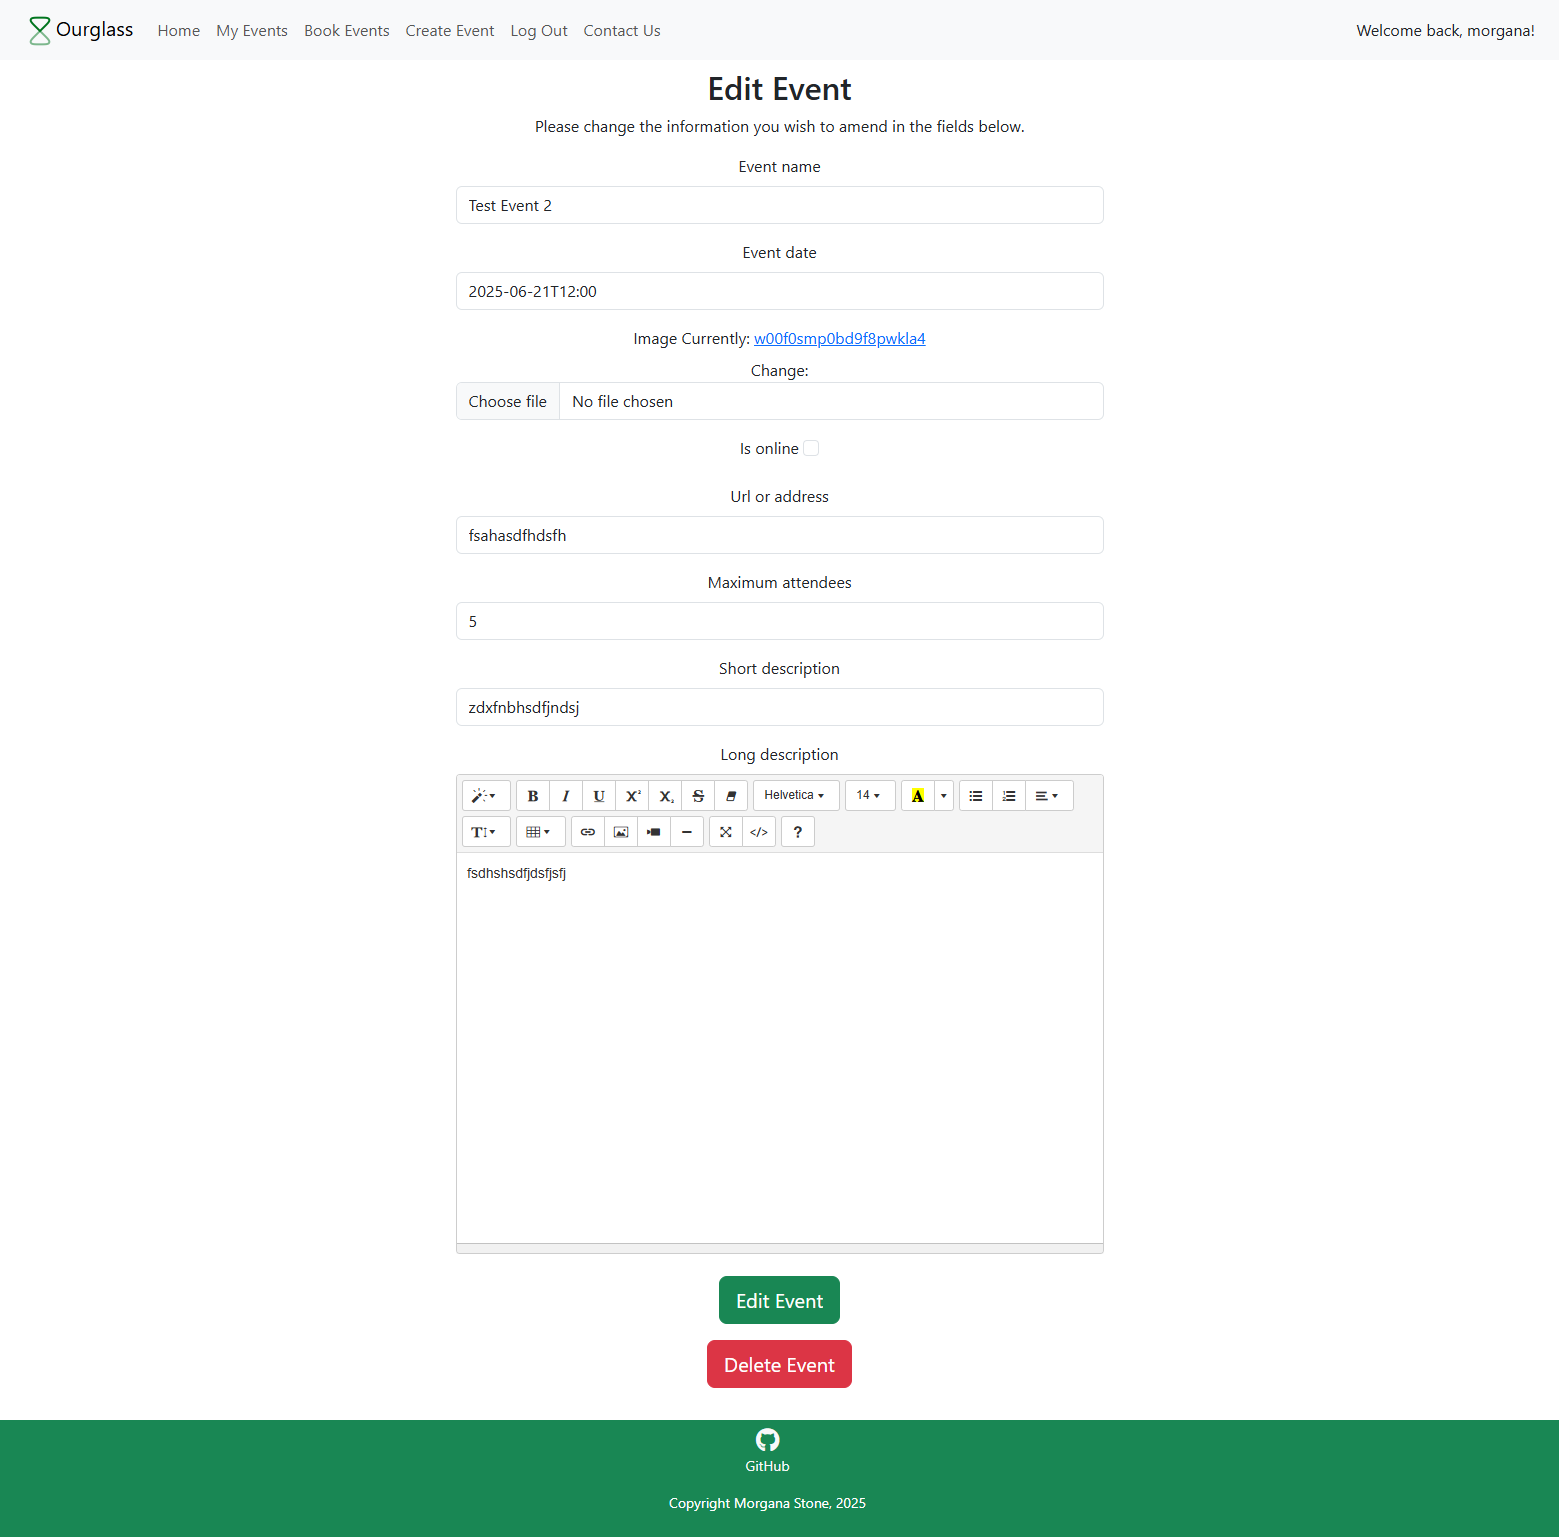 Ourglass Home My Events Book Events Create Event Log Out Contact Us Welcome back, morgana!
Edit Event
Please change the information you wish to amend in the fields below.
Event name
Test Event 2
Event date
2025-06-21T12:00
Image Currently: w00f0smp0bd9f8pwkla4
Change:
Choose file No file chosen
Is online
Url or address
fsahasdfhdsfh
Maximum attendees
5
Short description
zdxfnbhsdfjndsj
Long description
B I U X² X₂ S Helvetica 14 A
T </> ?
fsdhshsdfjdsfjsfj
Edit Event
Delete Event
GitHub
Copyright Morgana Stone, 2025